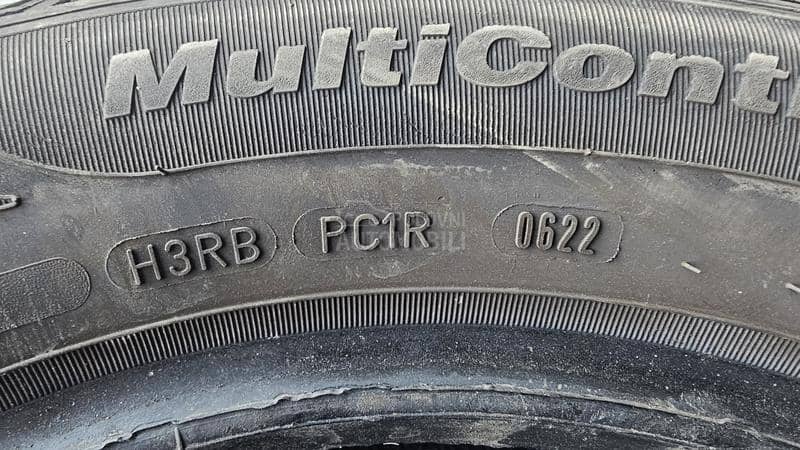 MultiCont
H3RB PC1R 0622